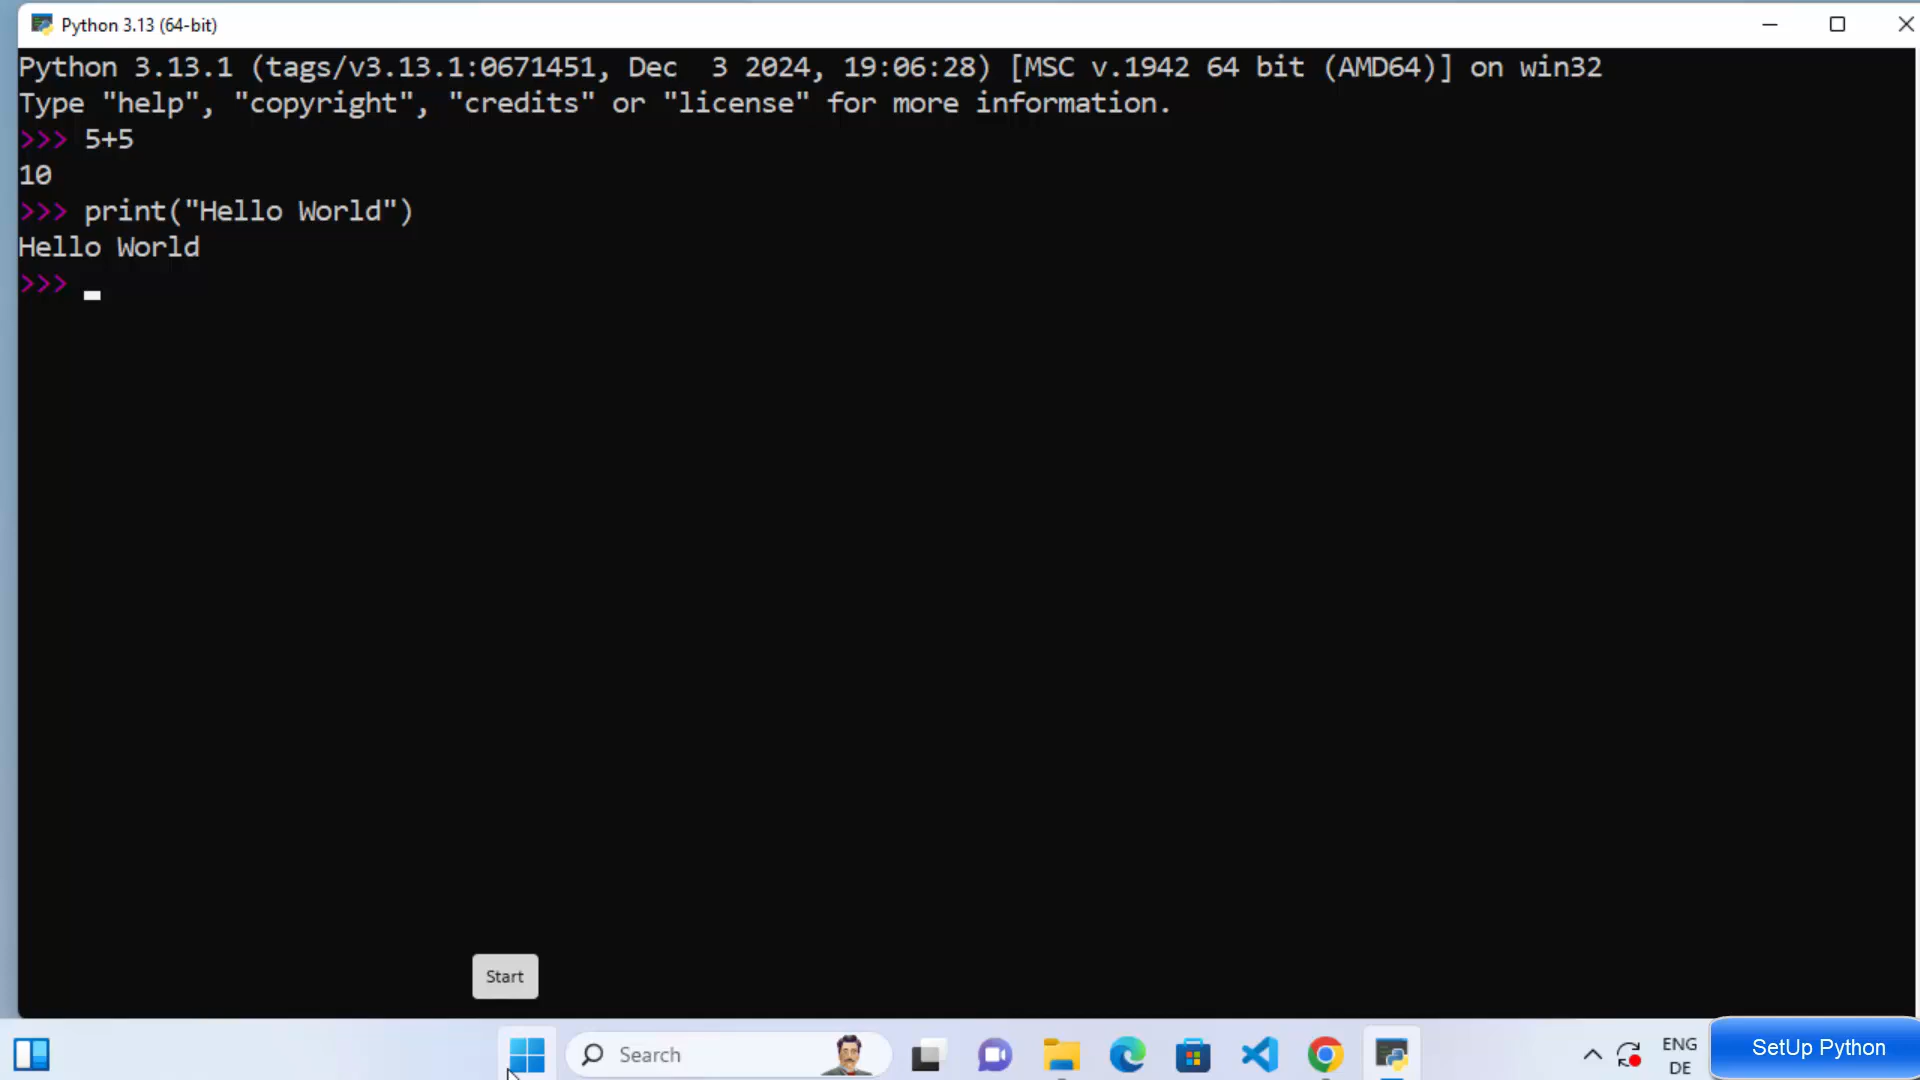 Python 3.13 (64-bit)
Python 3.13.1 (tags/v3.13.1:0671451, Dec  3 2024, 19:06:28) [MSC v.1942 64 bit (AMD64)] on win32
Type "help", "copyright", "credits" or "license" for more information.
>>> 5+5
10
>>> print("Hello World")
Hello World
>>>
Start
Search
ENG
DE
SetUp Python